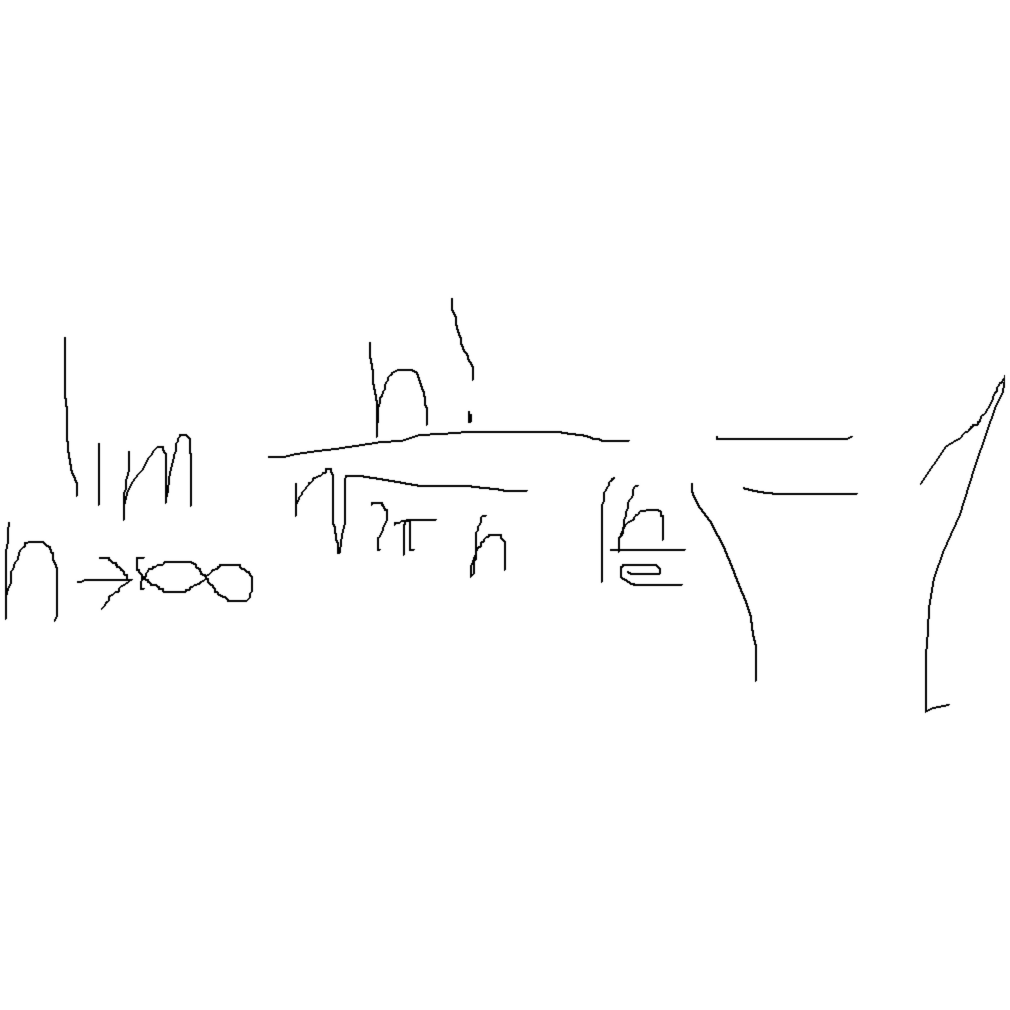 lim n→∞ n! / √2πn (n/e) = 1